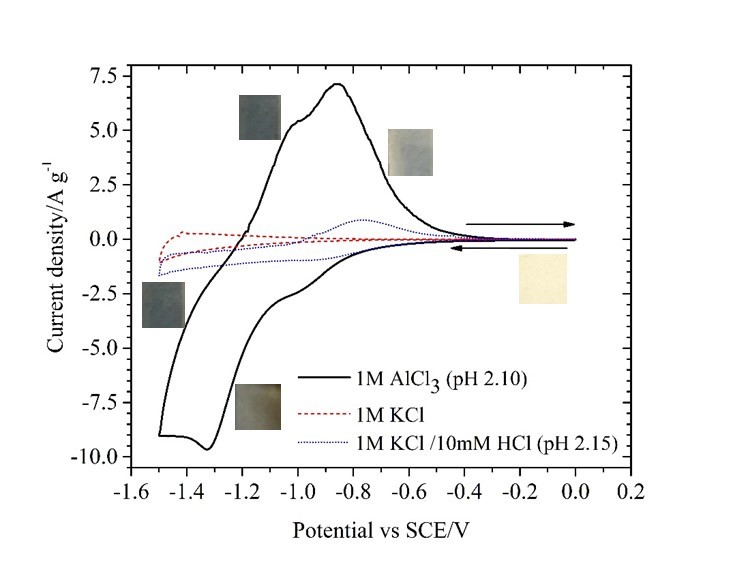 7.5
5.0
2.5
0.0
-2.5
-5.0
-7.5
-10.0
Current density/A g-1
1M AlCl3 (pH 2.10)
1M KCl
1M KCl /10mM HCl (pH 2.15)
-1.6 -1.4 -1.2 -1.0 -0.8 -0.6 -0.4 -0.2 0.0 0.2
Potential vs SCE/V